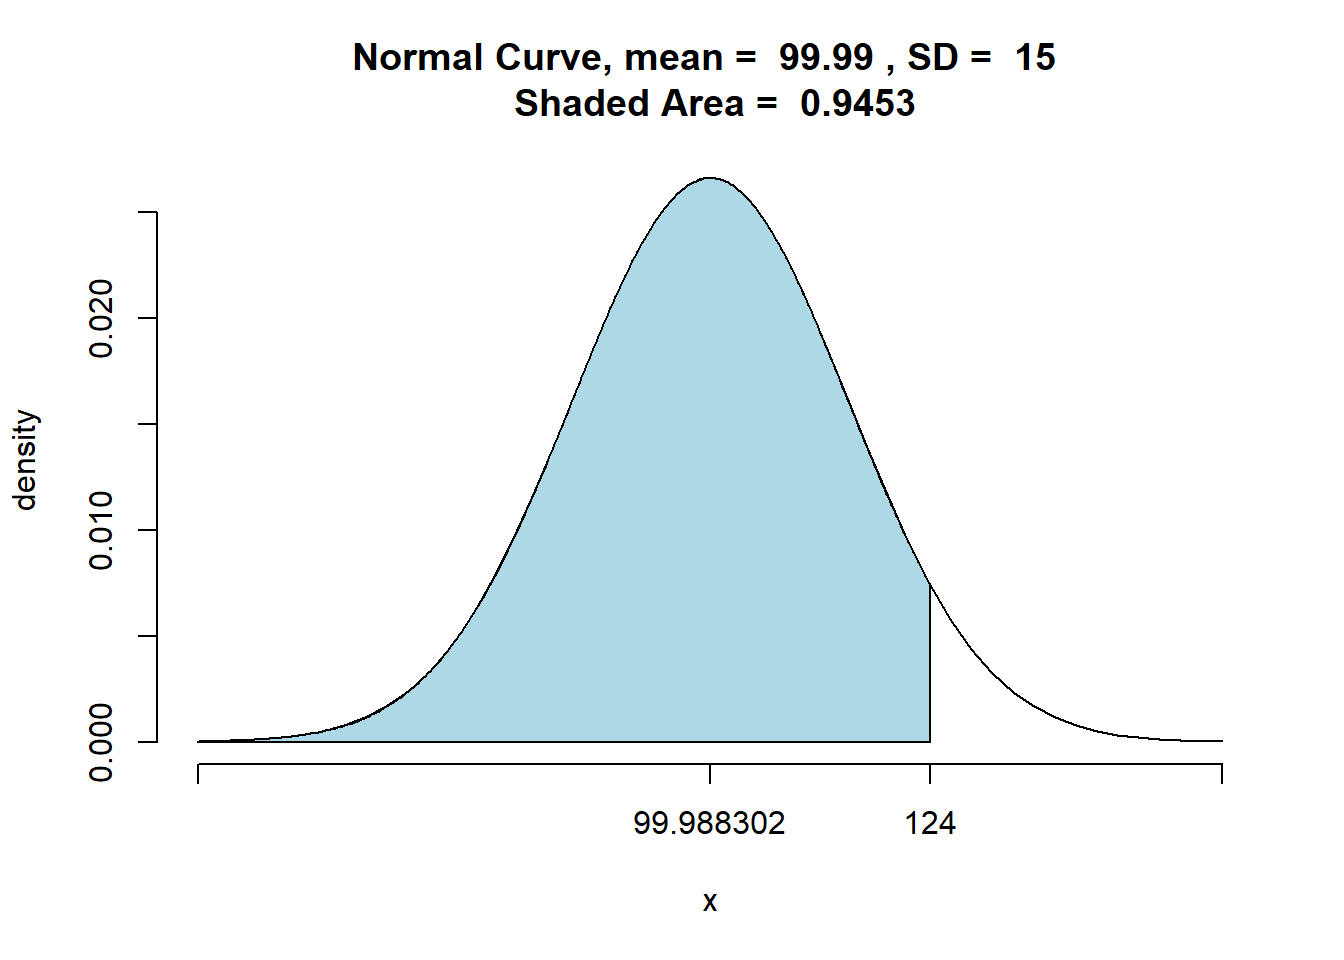 Normal Curve, mean =  99.99 , SD =  15
Shaded Area =  0.9453
density
0.020
0.010
0.000
99.988302
124
x